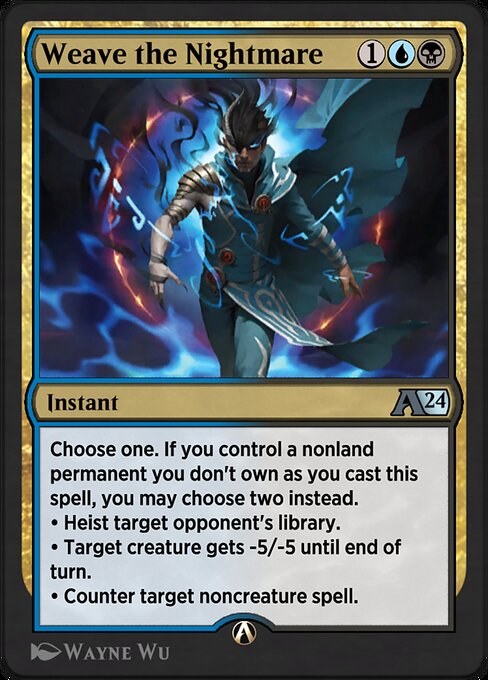 Weave the Nightmare 1
Instant A24
Choose one. If you control a nonland
permanent you don't own as you cast this
spell, you may choose two instead.
• Heist target opponent's library.
• Target creature gets -5/-5 until end of
turn.
• Counter target noncreature spell.
Wayne Wu